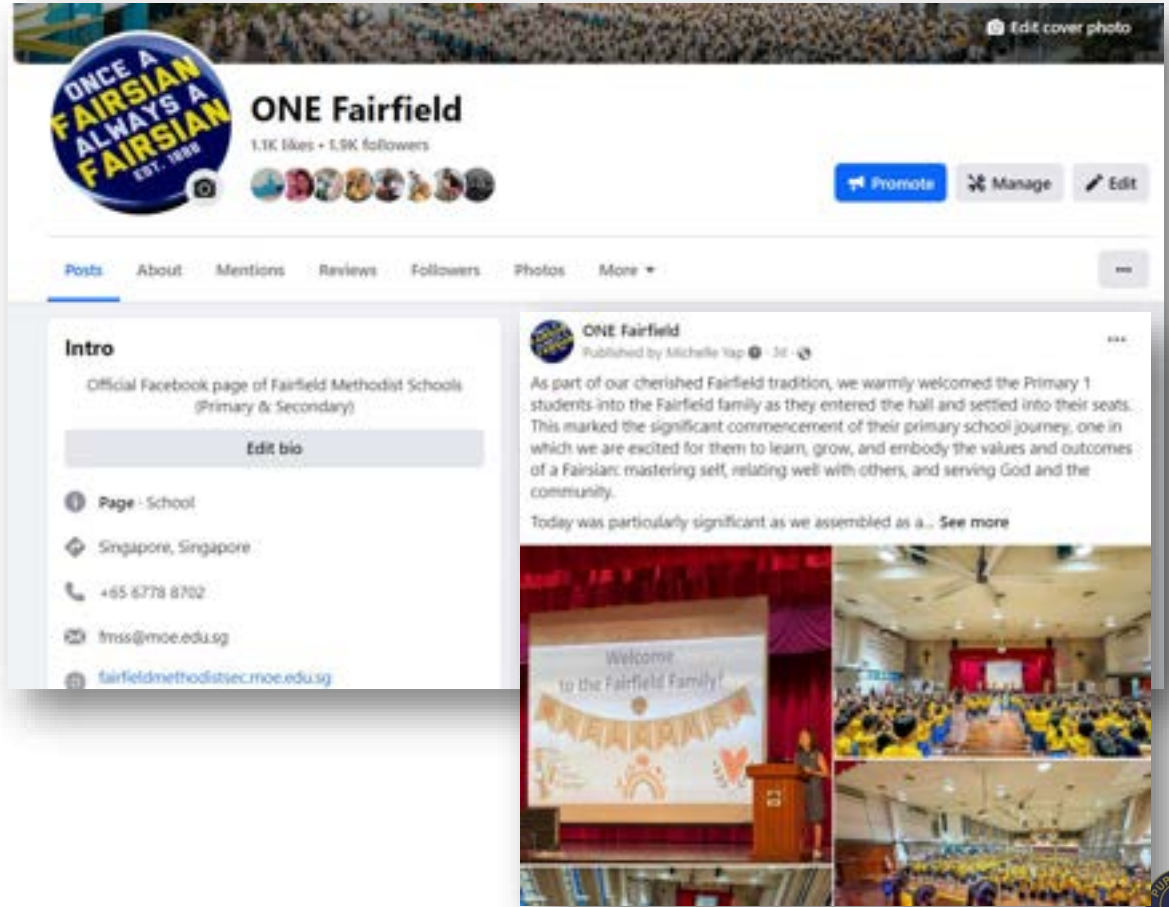 Edit cover photo
ONCE A
FAIRSIAN
ALWAYS A
FAIRSIAN
EST. 1888
ONE Fairfield
1.1K likes • 1.9K followers
Promote
Manage
Edit
Posts
About
Mentions
Reviews
Followers
Photos
More
Intro
Official Facebook page of Fairfield Methodist Schools
(Primary & Secondary)
Edit bio
Page · School
Singapore, Singapore
+65 6778 8702
fmss@moe.edu.sg
fairfieldmethodistsec.moe.edu.sg
ONE Fairfield
Published by Michelle Yap · 3d ·
As part of our cherished Fairfield tradition, we warmly welcomed the Primary 1
students into the Fairfield family as they entered the hall and settled into their seats.
This marked the significant commencement of their primary school journey, one in
which we are excited for them to learn, grow, and embody the values and outcomes
of a Fairsian: mastering self, relating well with others, and serving God and the
community.
Today was particularly significant as we assembled as a... See more
Welcome
to the Fairfield Family!